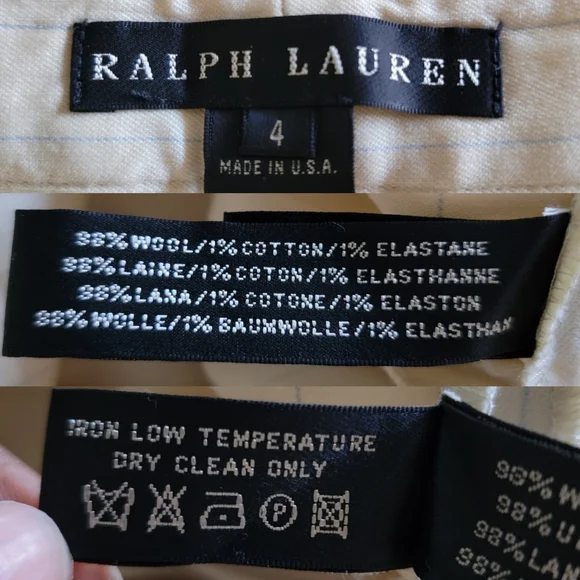 RALPH LAUREN
4
MADE IN U.S.A.
98% WOOL/1% COTTON/1% ELASTANE
98% LAINE/1% COTON/1% ELASTHANNE
98% LANA/1% COTONE/1% ELASTON
98% WOLLE/1% BAUMWOLLE/1% ELASTHAN
IRON LOW TEMPERATURE
DRY CLEAN ONLY
P
98% W
98% L
98% LAN
98%